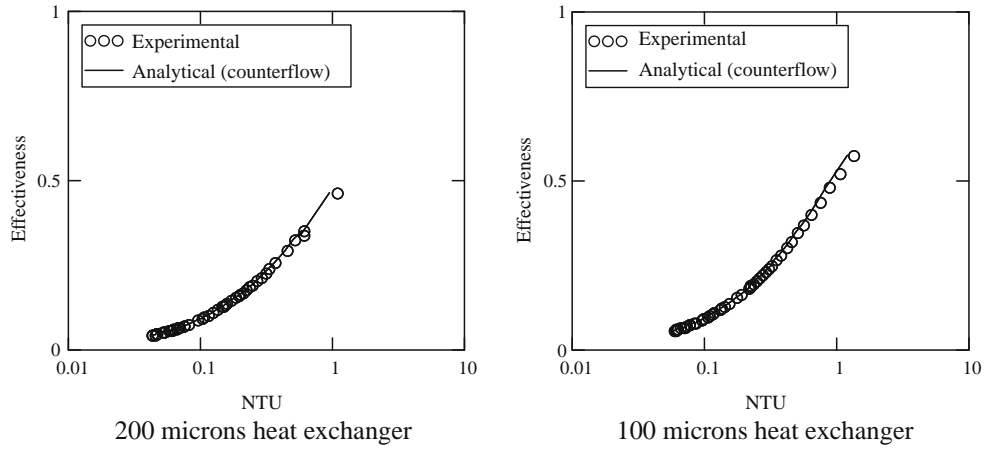 1
Experimental
Analytical (counterflow)
Effectiveness
0.5
0
0.01
0.1
1
10
NTU
200 microns heat exchanger
1
Experimental
Analytical (counterflow)
Effectiveness
0.5
0
0.01
0.1
1
10
NTU
100 microns heat exchanger